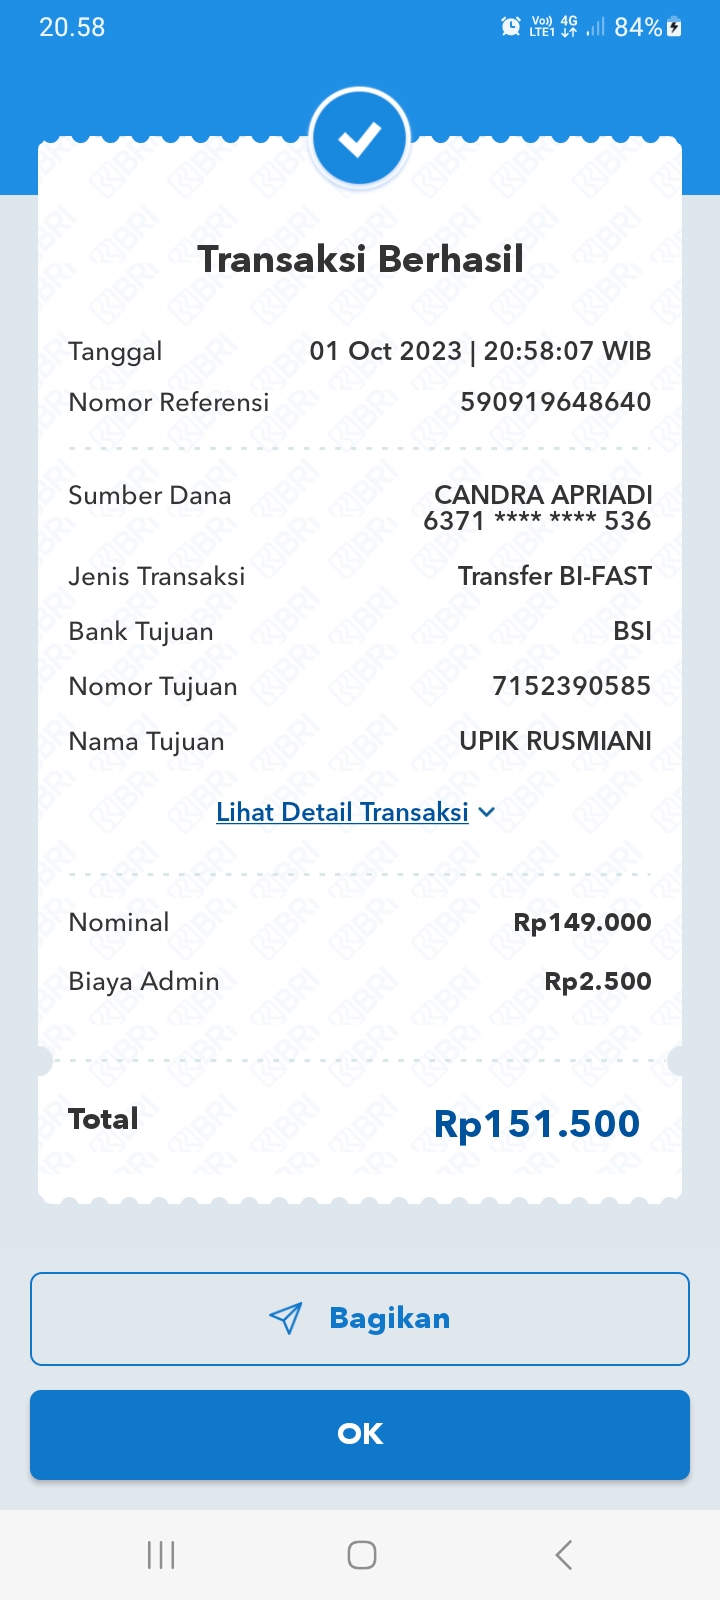 20.58
Vo)) LTE1 4G 84%
Transaksi Berhasil
Tanggal 01 Oct 2023 | 20:58:07 WIB
Nomor Referensi 590919648640
Sumber Dana CANDRA APRIADI
6371 **** **** 536
Jenis Transaksi Transfer BI-FAST
Bank Tujuan BSI
Nomor Tujuan 7152390585
Nama Tujuan UPIK RUSMIANI
Lihat Detail Transaksi
Nominal Rp149.000
Biaya Admin Rp2.500
Total Rp151.500
Bagikan
OK